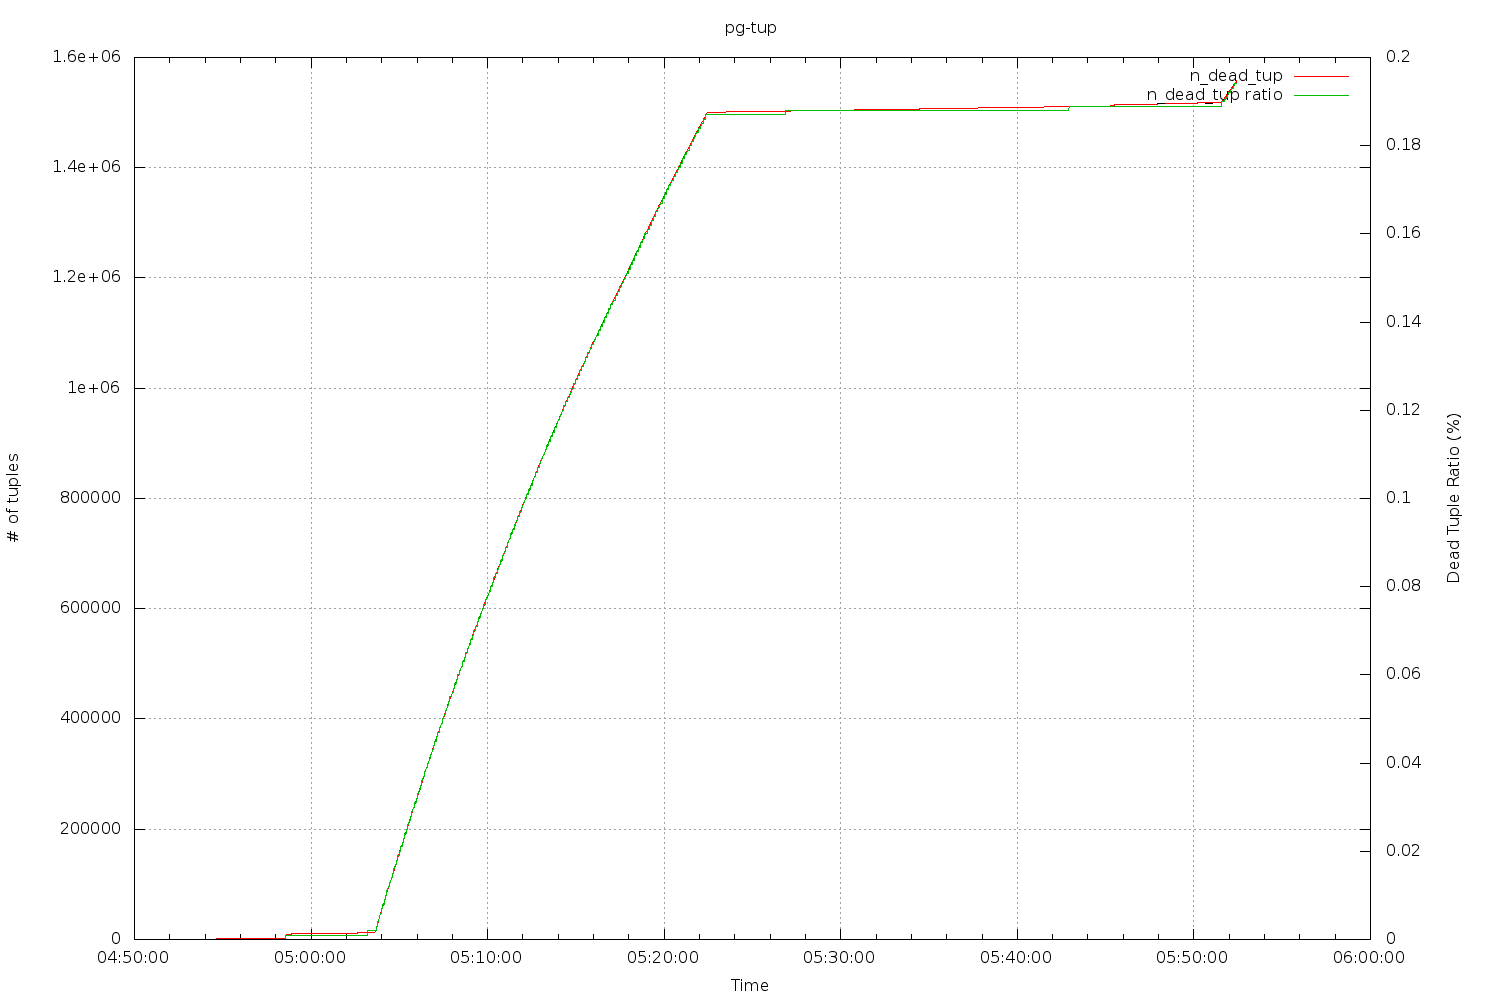 pg-tup
1.6e+06
1.4e+06
1.2e+06
1e+06
800000
600000
400000
200000
0
# of tuples
n_dead_tup
n_dead_tup ratio
0.2
0.18
0.16
0.14
0.12
0.1
0.08
0.06
0.04
0.02
0
Dead Tuple Ratio (%)
04:50:00 05:00:00 05:10:00 05:20:00 05:30:00 05:40:00 05:50:00 06:00:00
Time